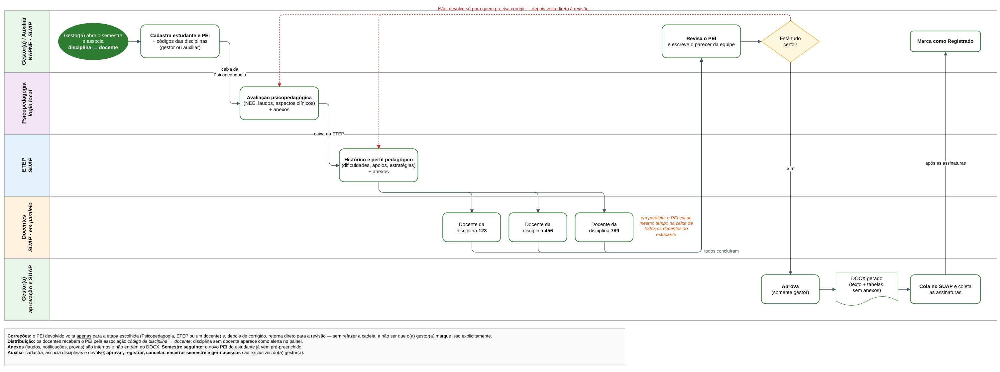 Não: devolve só para quem precisa corrigir — depois volta direto à revisão
Gestor(a) / Auxiliar
NAPNE · SUAP
Gestor(a) abre o semestre
e associa
disciplina ↔ docente
Cadastra estudante e PEI
+ códigos das disciplinas
(gestor ou auxiliar)
Revisa o PEI
e escreve o parecer da equipe
Está tudo
certo?
Marca como Registrado
caixa da
Psicopedagogia
Psicopedagogia
login local
Avaliação psicopedagógica
(NEE, laudos, aspectos clínicos)
+ anexos
caixa da ETEP
ETEP
SUAP
Histórico e perfil pedagógico
(dificuldades, apoios, estratégias)
+ anexos
Sim
após as assinaturas
Docentes
SUAP · em paralelo
Docente da
disciplina 123
Docente da
disciplina 456
Docente da
disciplina 789
em paralelo: o PEI cai ao
mesmo tempo na caixa de
todos os docentes do
estudante
todos concluíram
Gestor(a)
aprovação e SUAP
Aprova
(somente gestor)
DOCX gerado
(texto + tabelas,
sem anexos)
Cola no SUAP e coleta
as assinaturas
Correções: o PEI devolvido volta apenas para a etapa escolhida (Psicopedagogia, ETEP ou um docente) e, depois de corrigido, retorna direto para a revisão — sem refazer a cadeia, a não ser que o(a) gestor(a) marque isso explicitamente.
Distribuição: os docentes recebem o PEI pela associação código da disciplina ↔ docente; disciplina sem docente aparece como alerta no painel.
Anexos (laudos, notificações, provas) são internos e não entram no DOCX. Semestre seguinte: o novo PEI do estudante já vem pré-preenchido.
Auxiliar cadastra, associa disciplinas e devolve; aprovar, registrar, cancelar, encerrar semestre e gerir acessos são exclusivos do(a) gestor(a).